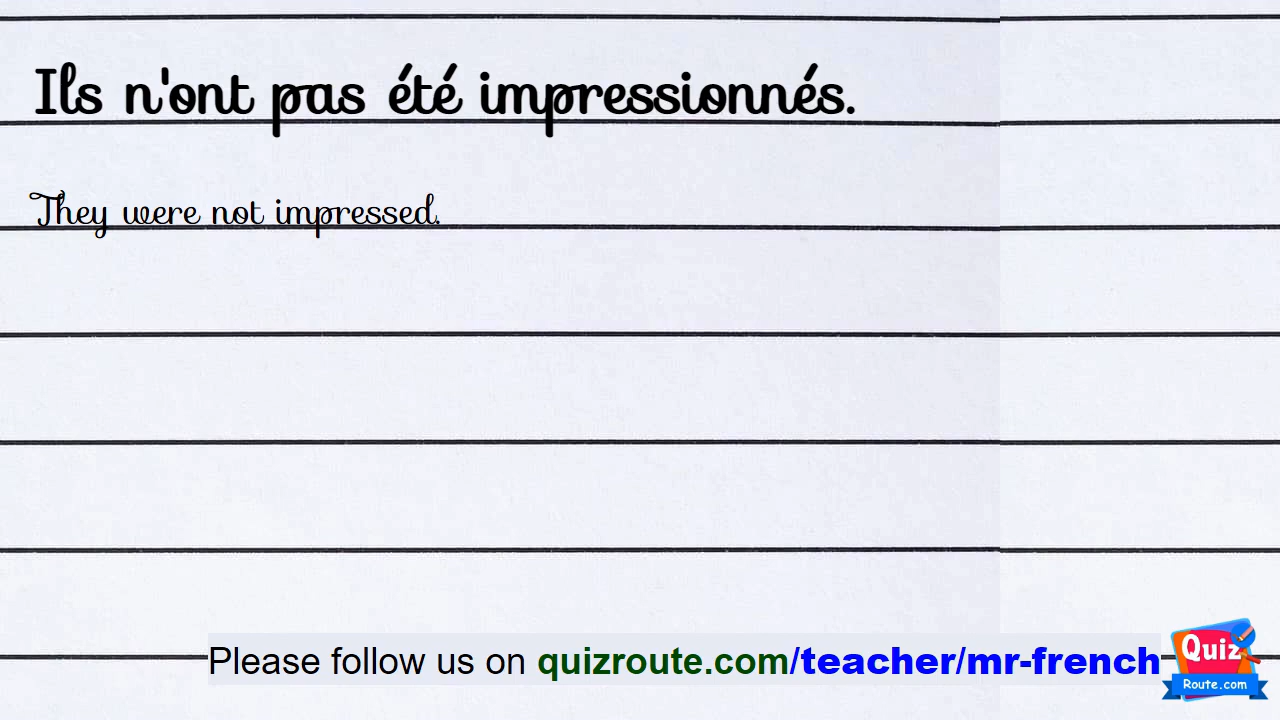 Ils n'ont pas été impressionnés.
They were not impressed.
Please follow us on quizroute.com/teacher/mr-french
Quiz
Route.com